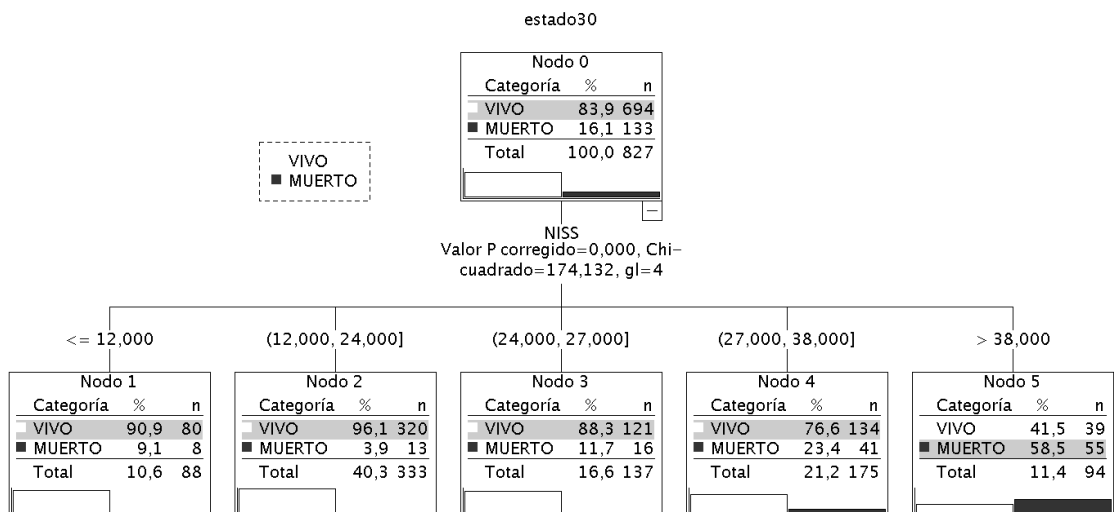 estado30
Nodo 0
Categoría % n
VIVO 83,9 694
MUERTO 16,1 133
Total 100,0 827
VIVO
MUERTO
NISS
Valor P corregido=0,000, Chi-
cuadrado=174,132, gl=4
<= 12,000
(12,000, 24,000]
(24,000, 27,000]
(27,000, 38,000]
> 38,000
Nodo 1
Categoría % n
VIVO 90,9 80
MUERTO 9,1 8
Total 10,6 88
Nodo 2
Categoría % n
VIVO 96,1 320
MUERTO 3,9 13
Total 40,3 333
Nodo 3
Categoría % n
VIVO 88,3 121
MUERTO 11,7 16
Total 16,6 137
Nodo 4
Categoría % n
VIVO 76,6 134
MUERTO 23,4 41
Total 21,2 175
Nodo 5
Categoría % n
VIVO 41,5 39
MUERTO 58,5 55
Total 11,4 94